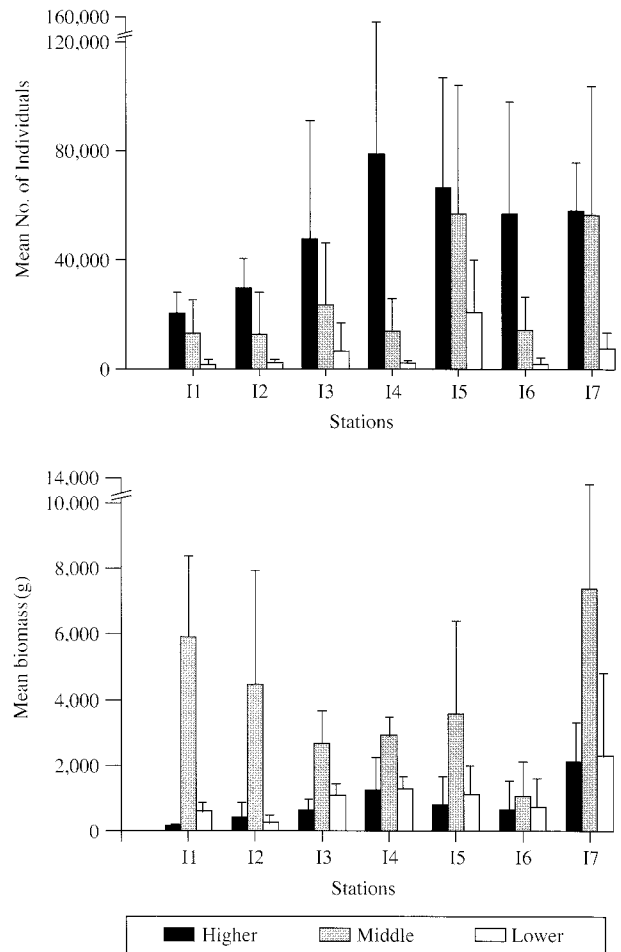 160,000
120,000
80,000
40,000
0
Mean No. of Individuals
I1 I2 I3 I4 I5 I6 I7
Stations
14,000
10,000
8,000
6,000
4,000
2,000
0
Mean biomass (g)
I1 I2 I3 I4 I5 I6 I7
Stations
Higher Middle Lower